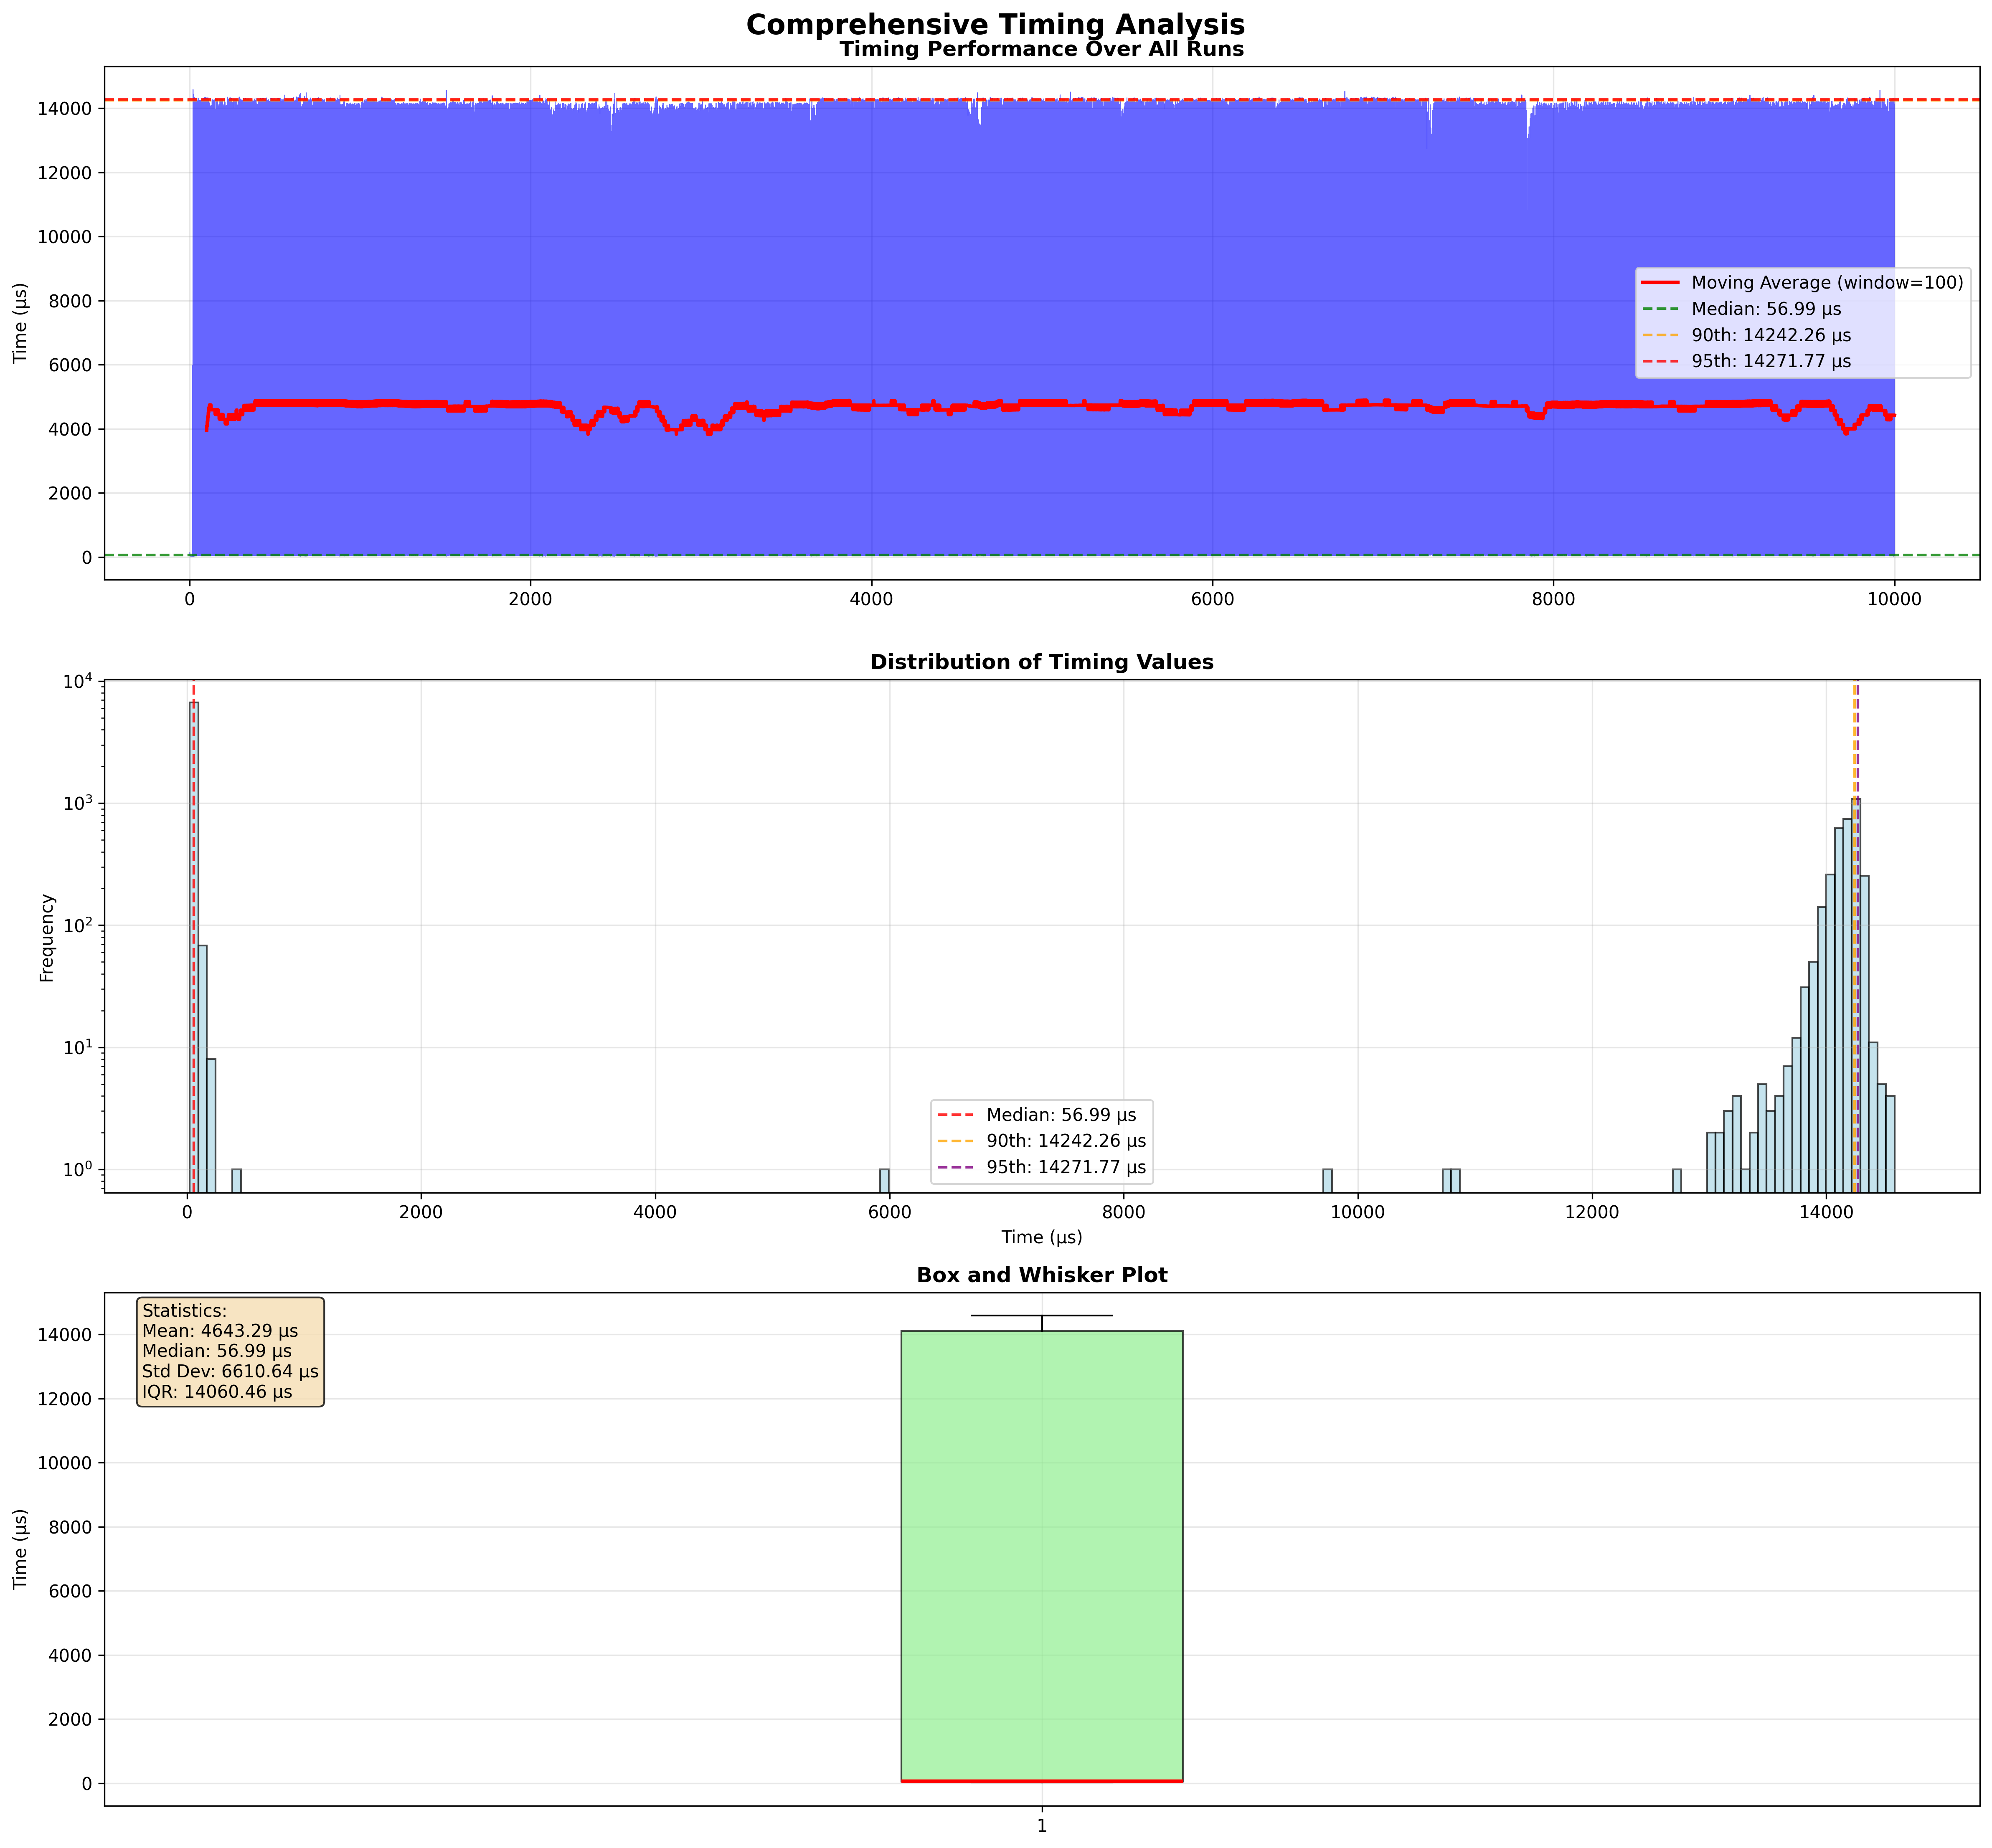 Comprehensive Timing Analysis
Timing Performance Over All Runs
Time (µs)
14000
12000
10000
8000
6000
4000
2000
0
Moving Average (window=100)
Median: 56.99 µs
90th: 14242.26 µs
95th: 14271.77 µs
0 2000 4000 6000 8000 10000
Distribution of Timing Values
Frequency
10⁴
10³
10²
10¹
10⁰
Median: 56.99 µs
90th: 14242.26 µs
95th: 14271.77 µs
0 2000 4000 6000 8000 10000 12000 14000
Time (µs)
Box and Whisker Plot
Statistics:
Mean: 4643.29 µs
Median: 56.99 µs
Std Dev: 6610.64 µs
IQR: 14060.46 µs
Time (µs)
14000
12000
10000
8000
6000
4000
2000
0
1